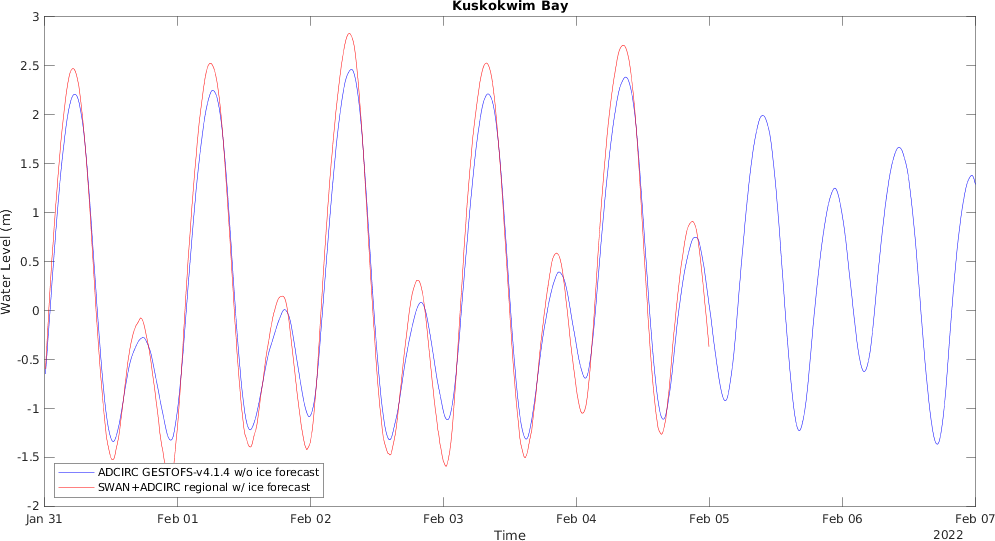 Kuskokwim Bay
3
2.5
2
1.5
1
0.5
0
-0.5
-1
-1.5
-2
Water Level (m)
ADCIRC GESTOFS-v4.1.4 w/o ice forecast
SWAN+ADCIRC regional w/ ice forecast
Jan 31 Feb 01 Feb 02 Feb 03 Feb 04 Feb 05 Feb 06 Feb 07
Time
2022